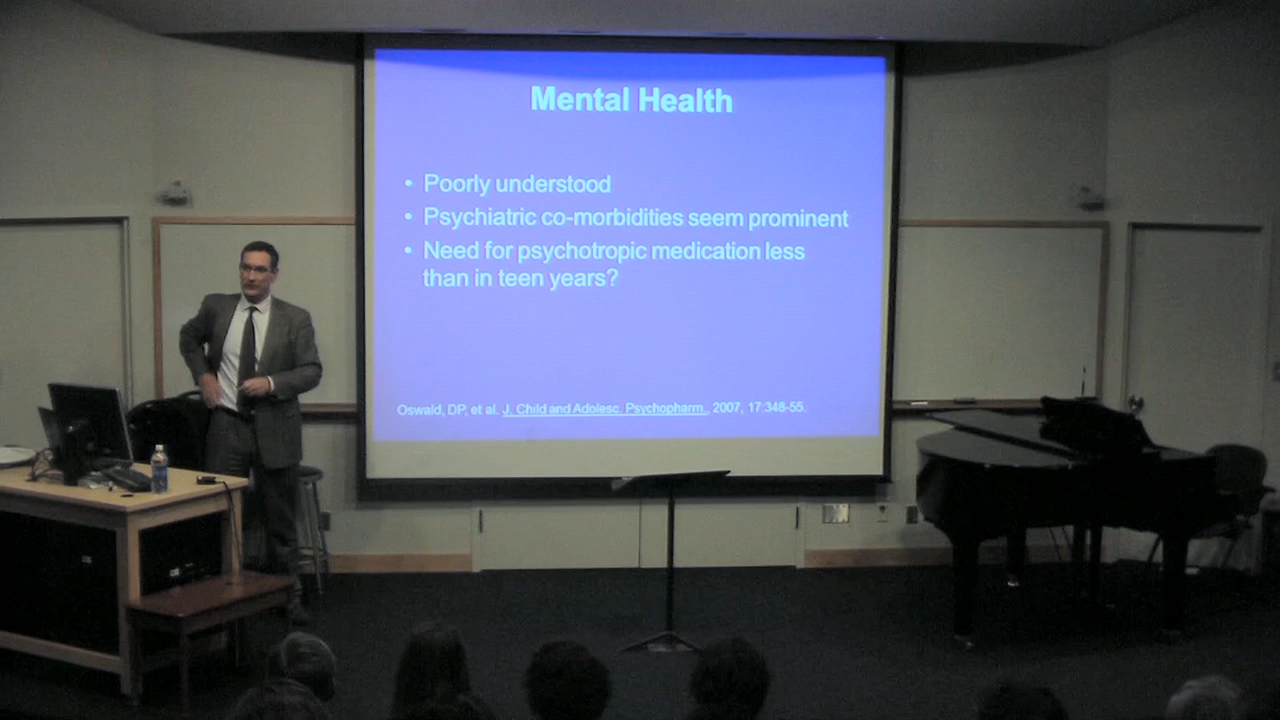 Mental Health
• Poorly understood
• Psychiatric co-morbidities seem prominent
• Need for psychotropic medication less
than in teen years?
Oswald, DP, et al. J. Child and Adolesc. Psychopharm., 2007, 17:348-55.